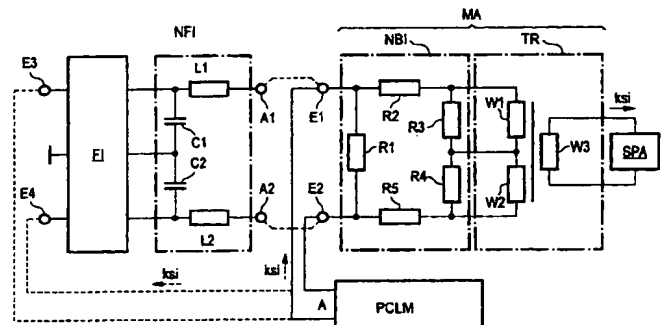 MA
NFI
NBI
TR
E3
L1
A1
E1
R2
W1
ksi
C1
R3
FI
R1
W3
SPA
C2
R4
W2
E4
A2
E2
R5
L2
ksi
ksi
A
PCLM